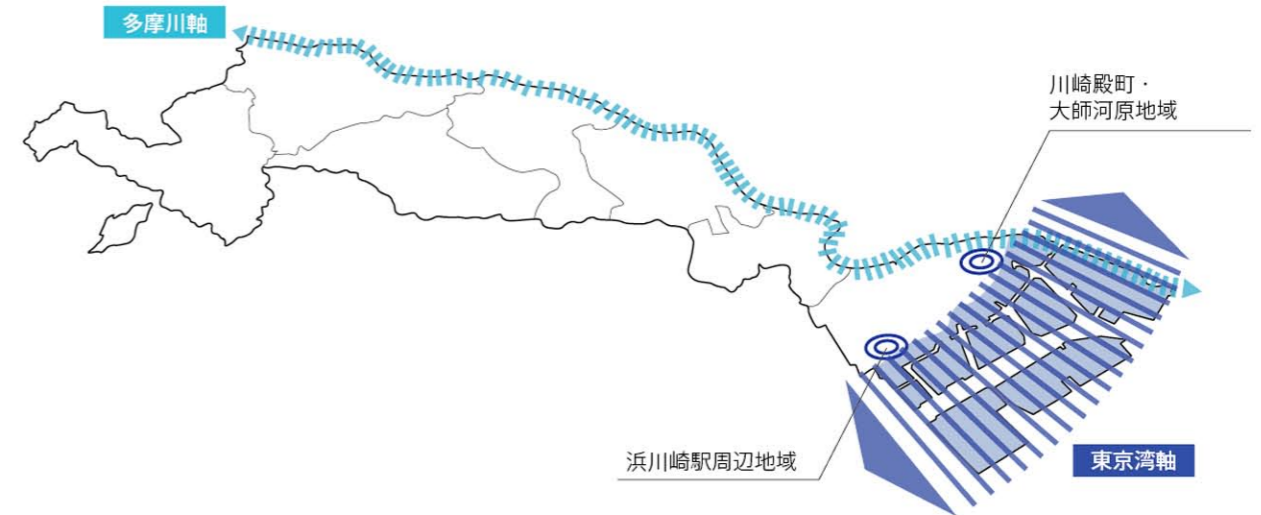 多摩川軸
川崎殿町・
大師河原地域
浜川崎駅周辺地域
東京湾軸